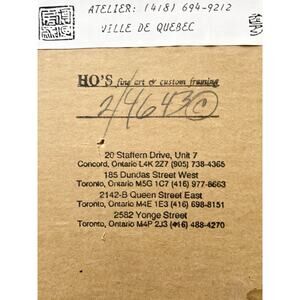 ATELIER: (418) 694-9212
VILLE DE QUEBEC
HO'S fine art & custom framing
24643©
20 Staffern Drive, Unit 7
Concord, Ontario L4K 2Z7 (905) 738-4365
185 Dundas Street West
Toronto, Ontario M5G 1C7 (416) 977-8663
2142-B Queen Street East
Toronto, Ontario M4E 1E3 (416) 698-8151
2582 Yonge Street
Toronto, Ontario M4P 2J3 (416) 488-4270